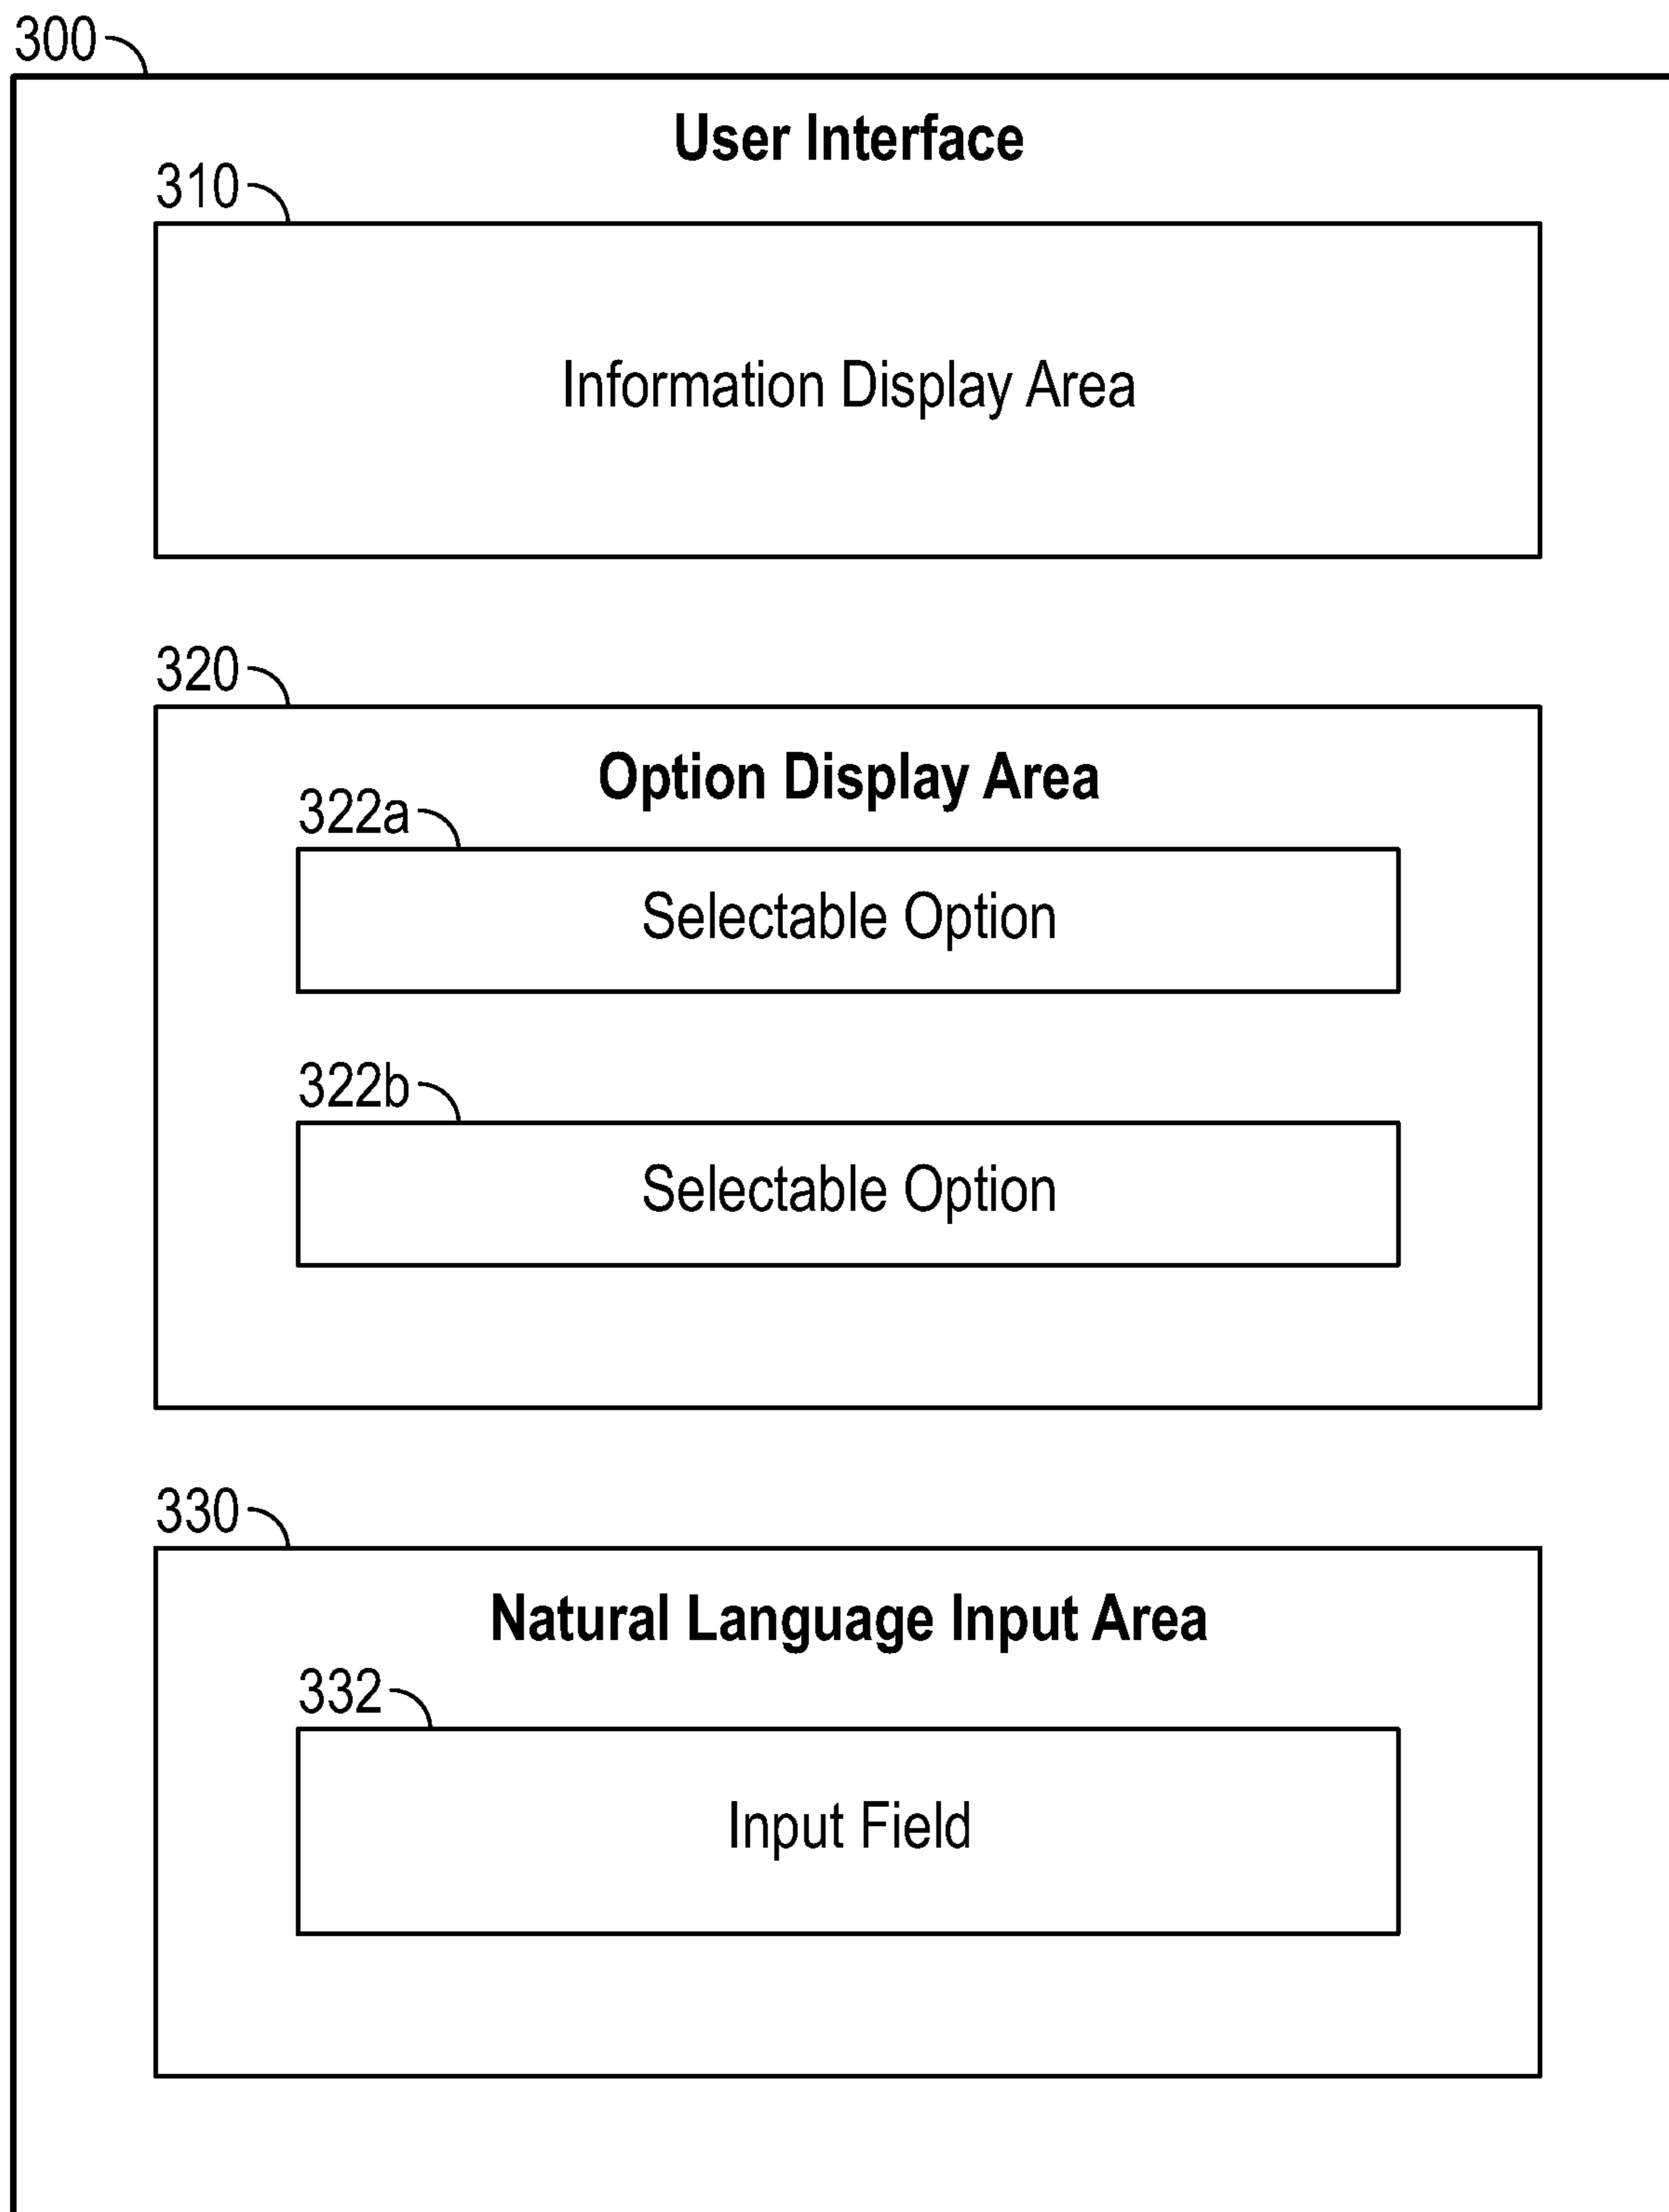 300
User Interface
310
Information Display Area
320
Option Display Area
322a
Selectable Option
322b
Selectable Option
330
Natural Language Input Area
332
Input Field